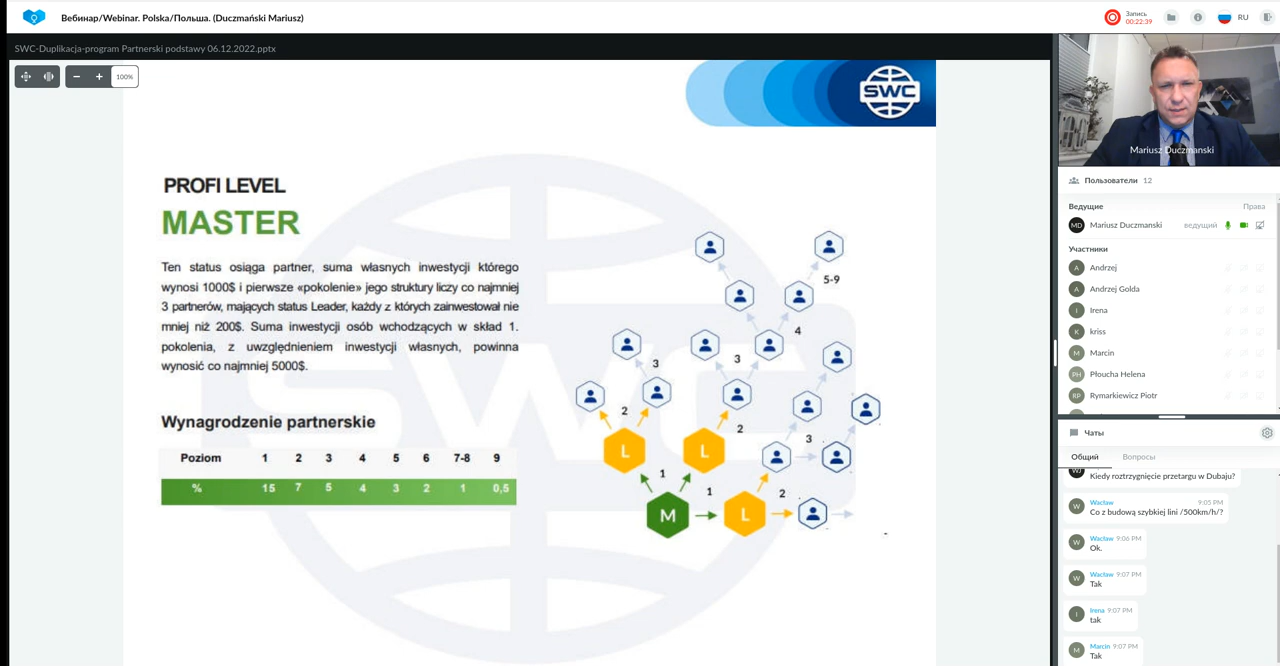 Вебинар/Webinar. Polska/Польша. (Duczmański Mariusz)
Запись
00:22:39
RU
SWC-Duplikacja-program Partnerski podstawy 06.12.2022.pptx
100%
SWC
PROFI LEVEL
MASTER
Ten status osiąga partner, suma własnych inwestycji którego
wynosi 1000$ i pierwsze «pokolenie» jego struktury liczy co najmniej
3 partnerów, mających status Leader, każdy z których zainwestował nie
mniej niż 200$. Suma inwestycji osób wchodzących w skład 1.
pokolenia, z uwzględnieniem inwestycji własnych, powinna
wynosić co najmniej 5000$.
Wynagrodzenie partnerskie
Poziom 1 2 3 4 5 6 7-8 9
% 15 7 5 4 3 2 1 0,5
5-9
4
3
3
2
2
3
L
L
1
1
2
M
L
Mariusz Duczmanski
Пользователи 12
Ведущие Права
MD Mariusz Duczmanski ведущий
Участники
A Andrzej
A Andrzej Golda
I Irena
K kriss
M Marcin
PH Płoucha Helena
RP Rymarkiewicz Piotr
Чаты
Общий Вопросы
Kiedy roztrzygnięcie przetargu w Dubaju?
W Wacław 9:05 PM
Co z budową szybkiej lini /500km/h/?
W Wacław 9:06 PM
Ok.
W Wacław 9:07 PM
Tak
I Irena 9:07 PM
tak
M Marcin 9:07 PM
Tak